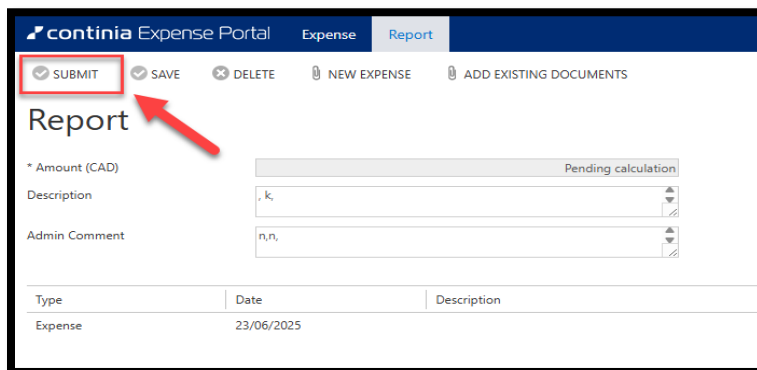 continia Expense Portal Expense Report
SUBMIT SAVE DELETE NEW EXPENSE ADD EXISTING DOCUMENTS
Report
* Amount (CAD) Pending calculation
Description , k,
Admin Comment n,n,
Type Date Description
Expense 23/06/2025